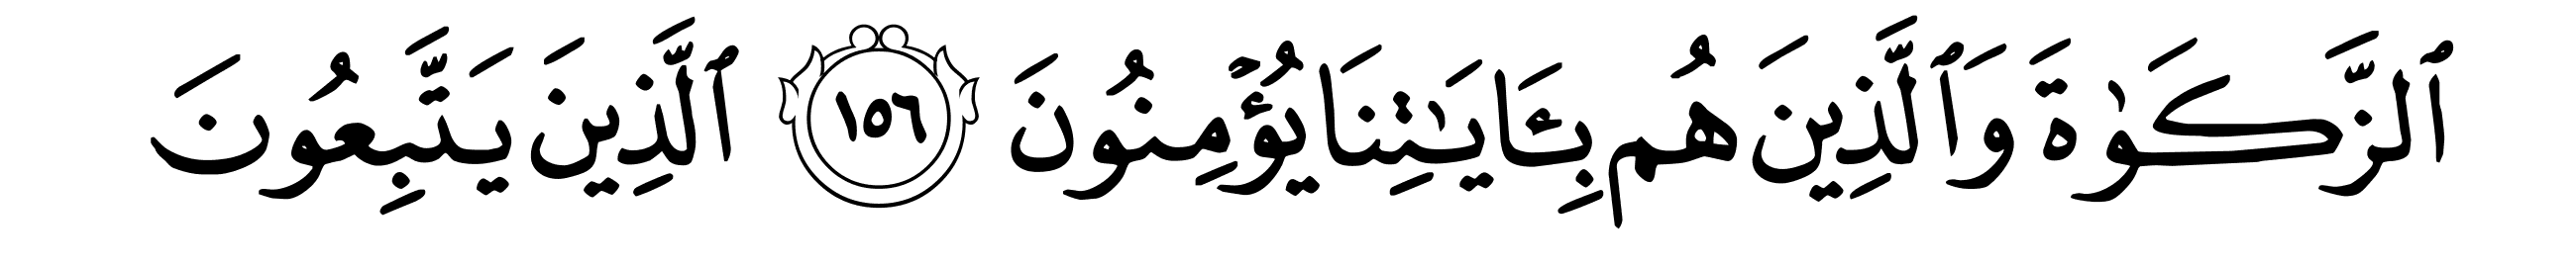 ٱلزَّكَوٰةَ وَٱلَّذِينَ هُم بِـَٔايَـٰتِنَا يُؤْمِنُونَ ١٥٦ ٱلَّذِينَ يَتَّبِعُونَ